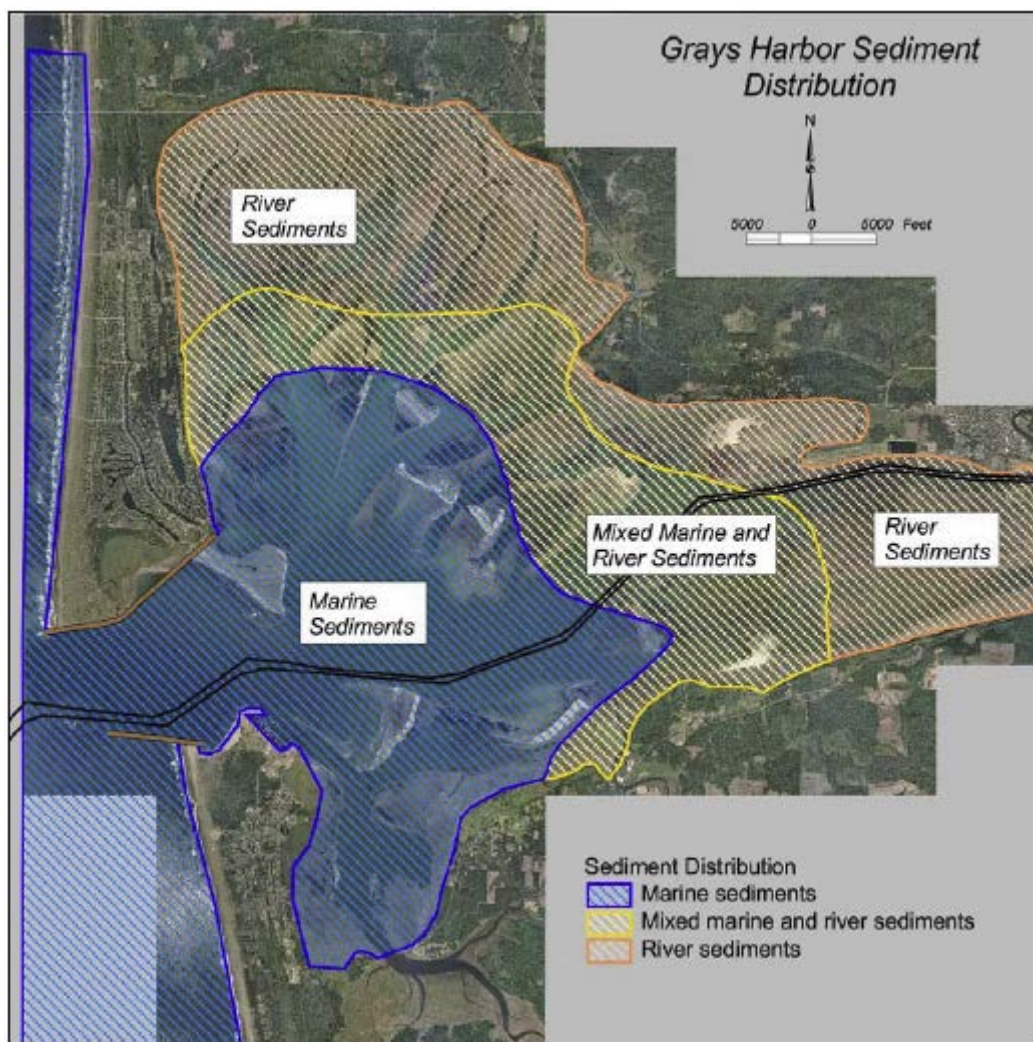 Grays Harbor Sediment
Distribution
N
5000 0 5000 Feet
River
Sediments
Mixed Marine and
River Sediments
River
Sediments
Marine
Sediments
Sediment Distribution
Marine sediments
Mixed marine and river sediments
River sediments